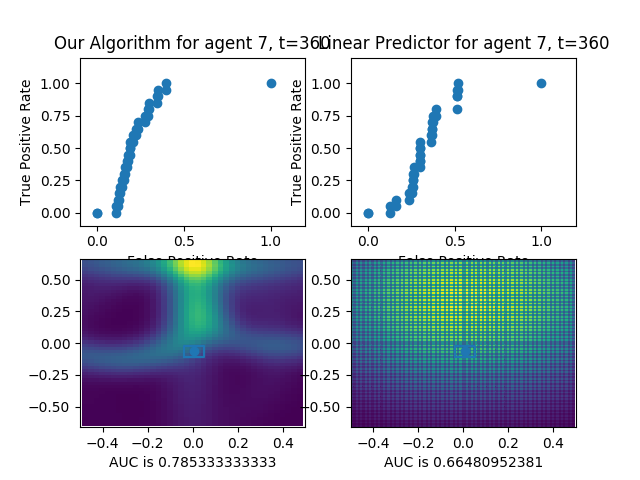 Our Algorithm for agent 7, t=360
Linear Predictor for agent 7, t=360
True Positive Rate
1.00
0.75
0.50
0.25
0.00
0.0 0.5 1.0
False Positive Rate
True Positive Rate
1.00
0.75
0.50
0.25
0.00
0.0 0.5 1.0
False Positive Rate
0.50
0.25
0.00
−0.25
−0.50
−0.4 −0.2 0.0 0.2 0.4
AUC is 0.785333333333
0.50
0.25
0.00
−0.25
−0.50
−0.4 −0.2 0.0 0.2 0.4
AUC is 0.66480952381